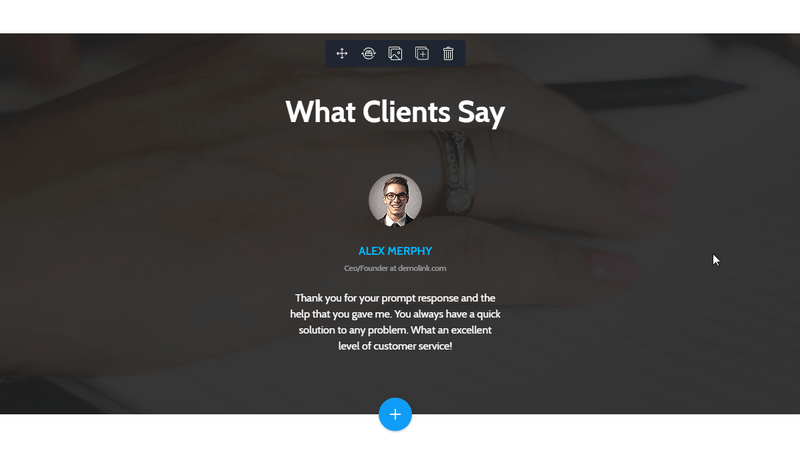 What Clients Say
ALEX MERPHY
Ceo/Founder at demolink.com
Thank you for your prompt response and the
help that you gave me. You always have a quick
solution to any problem. What an excellent
level of customer service!